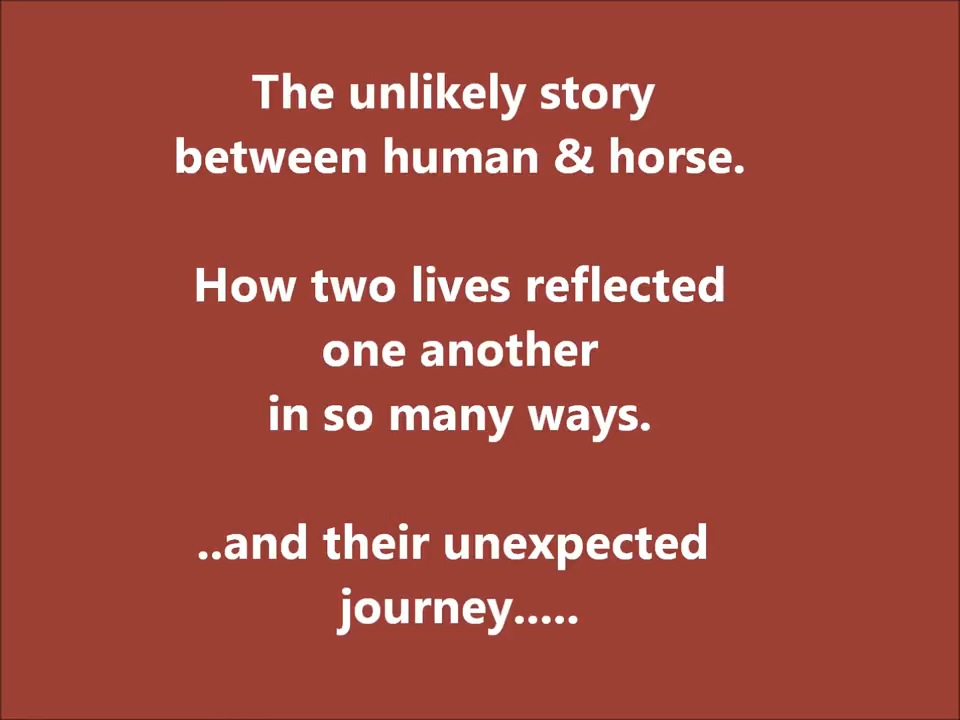 The unlikely story
between human & horse.
How two lives reflected
one another
in so many ways.
..and their unexpected
journey.....